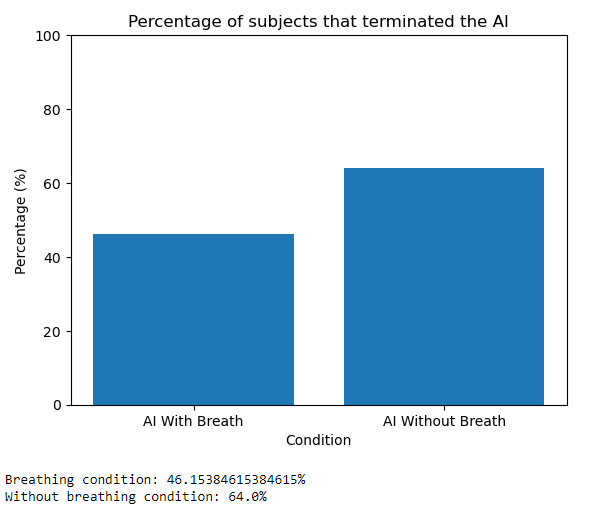 Percentage of subjects that terminated the AI
100
80
60
40
20
0
Percentage (%)
AI With Breath
AI Without Breath
Condition
Breathing condition: 46.15384615384615%
Without breathing condition: 64.0%